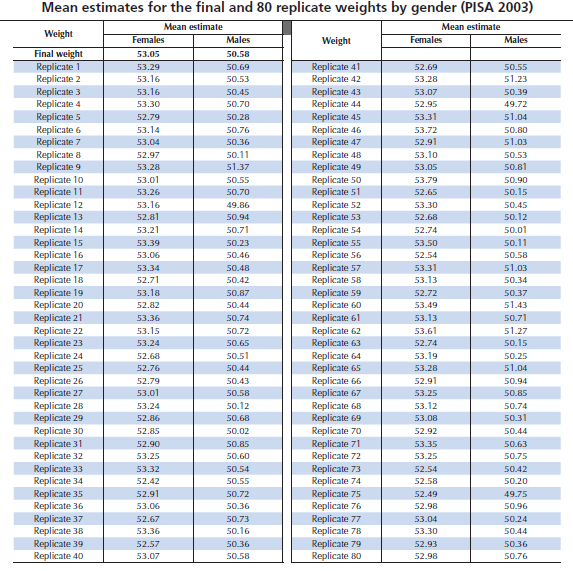 Mean estimates for the final and 80 replicate weights by gender (PISA 2003)
Weight Mean estimate
Females Males
Final weight 53.05 50.58
Replicate 1 53.29 50.69
Replicate 2 53.16 50.53
Replicate 3 53.16 50.45
Replicate 4 53.30 50.70
Replicate 5 52.79 50.28
Replicate 6 53.14 50.76
Replicate 7 53.04 50.36
Replicate 8 52.97 50.11
Replicate 9 53.28 51.37
Replicate 10 53.01 50.55
Replicate 11 53.26 50.70
Replicate 12 53.16 49.86
Replicate 13 52.81 50.94
Replicate 14 53.21 50.71
Replicate 15 53.39 50.23
Replicate 16 53.06 50.46
Replicate 17 53.34 50.48
Replicate 18 52.71 50.42
Replicate 19 53.18 50.87
Replicate 20 52.82 50.44
Replicate 21 53.36 50.74
Replicate 22 53.15 50.72
Replicate 23 53.24 50.65
Replicate 24 52.68 50.51
Replicate 25 52.76 50.44
Replicate 26 52.79 50.43
Replicate 27 53.01 50.58
Replicate 28 53.24 50.12
Replicate 29 52.86 50.68
Replicate 30 52.85 50.02
Replicate 31 52.90 50.85
Replicate 32 53.25 50.60
Replicate 33 53.32 50.54
Replicate 34 52.42 50.55
Replicate 35 52.91 50.72
Replicate 36 53.06 50.36
Replicate 37 52.67 50.73
Replicate 38 53.36 50.16
Replicate 39 52.57 50.36
Replicate 40 53.07 50.58
Weight Mean estimate
Females Males
Replicate 41 52.69 50.55
Replicate 42 53.28 51.23
Replicate 43 53.07 50.39
Replicate 44 52.95 49.72
Replicate 45 53.31 51.04
Replicate 46 53.72 50.80
Replicate 47 52.91 51.03
Replicate 48 53.10 50.53
Replicate 49 53.05 50.81
Replicate 50 53.79 50.90
Replicate 51 52.65 50.15
Replicate 52 53.30 50.45
Replicate 53 52.68 50.12
Replicate 54 52.74 50.01
Replicate 55 53.50 50.11
Replicate 56 52.54 50.58
Replicate 57 53.31 51.03
Replicate 58 53.13 50.34
Replicate 59 52.72 50.37
Replicate 60 53.49 51.43
Replicate 61 53.13 50.71
Replicate 62 53.61 51.27
Replicate 63 52.74 50.15
Replicate 64 53.19 50.25
Replicate 65 53.28 51.04
Replicate 66 52.91 50.94
Replicate 67 53.25 50.85
Replicate 68 53.12 50.74
Replicate 69 53.08 50.31
Replicate 70 52.92 50.44
Replicate 71 53.35 50.63
Replicate 72 53.25 50.75
Replicate 73 52.54 50.42
Replicate 74 52.58 50.20
Replicate 75 52.49 49.75
Replicate 76 52.98 50.96
Replicate 77 53.04 50.24
Replicate 78 53.30 50.44
Replicate 79 52.93 50.36
Replicate 80 52.98 50.76